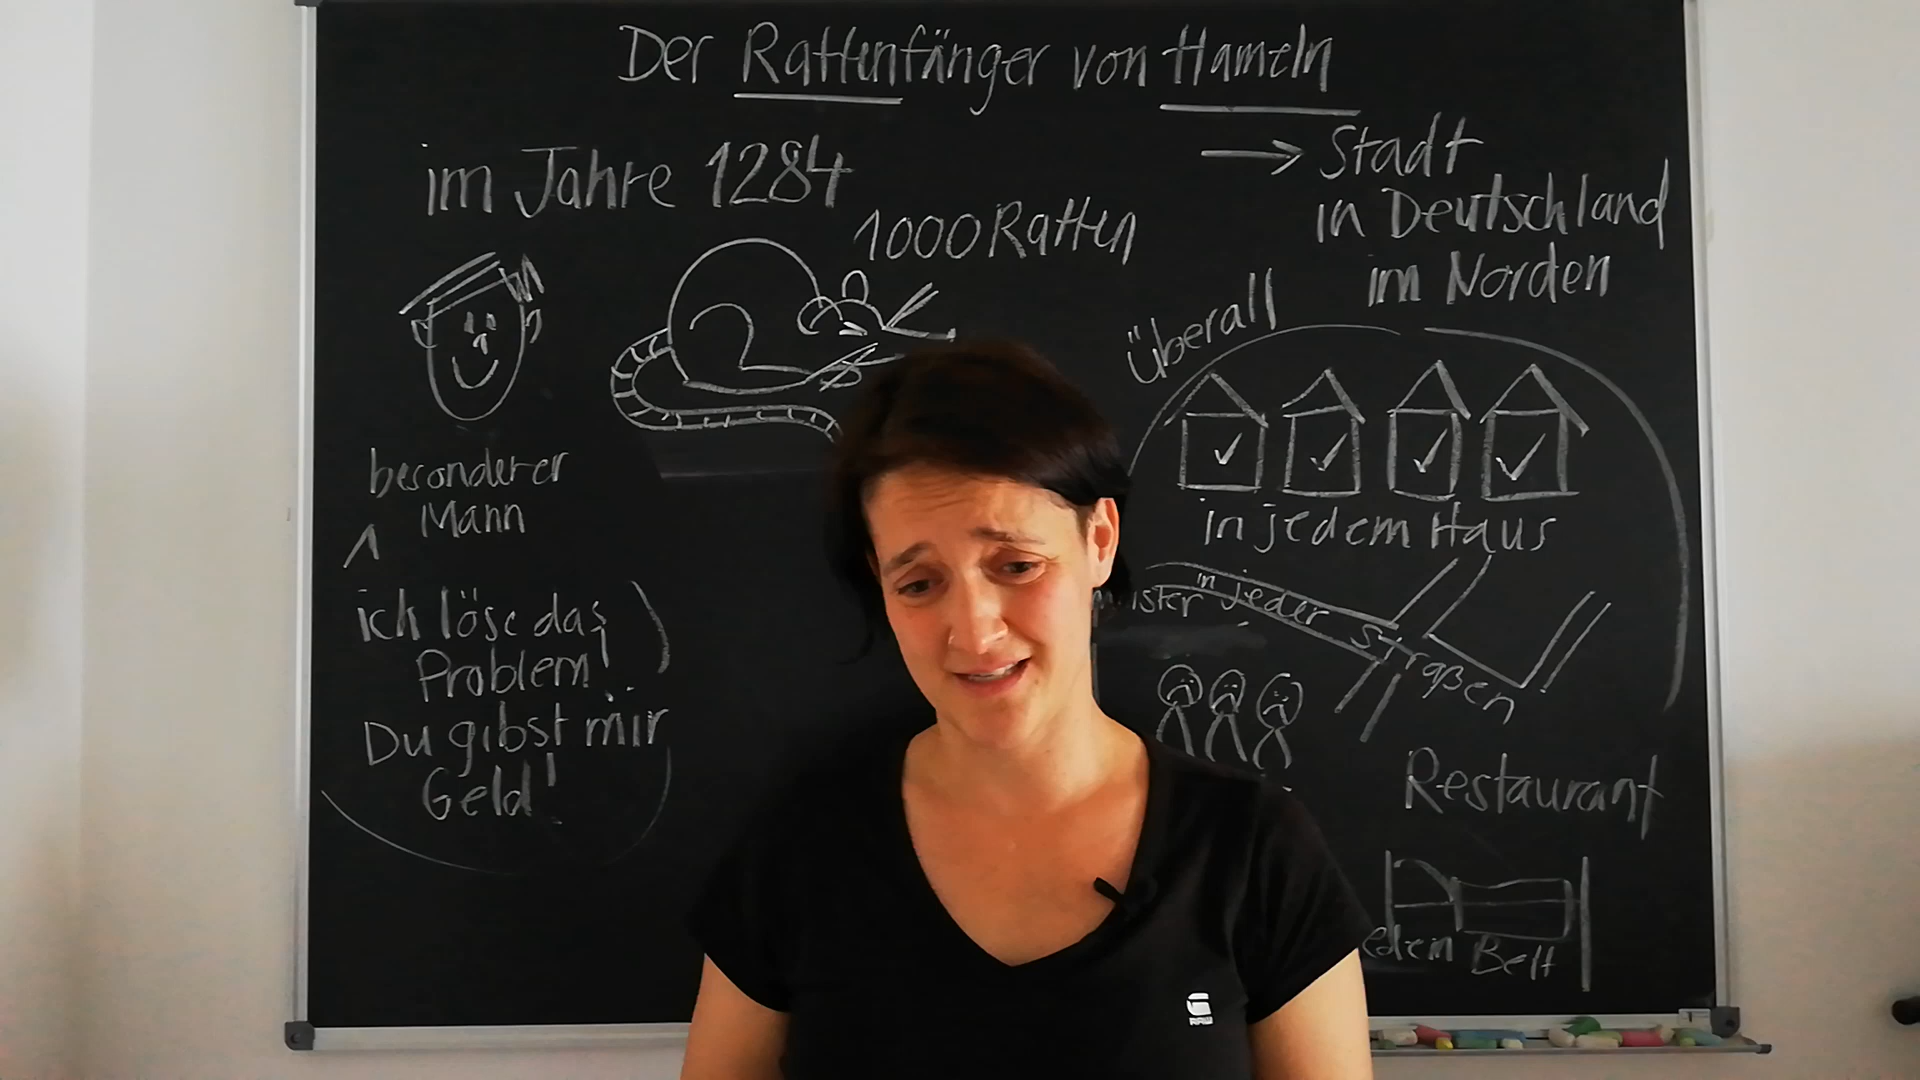 Der Rattenfänger von Hameln
im Jahre 1284
→ Stadt
in Deutschland
im Norden
1000 Ratten
überall
besonderer
Mann
in jedem Haus
ich löse das
Problem!
Du gibst mir
Geld!
in jeder
Straßen
Restaurant
Bett
RAW